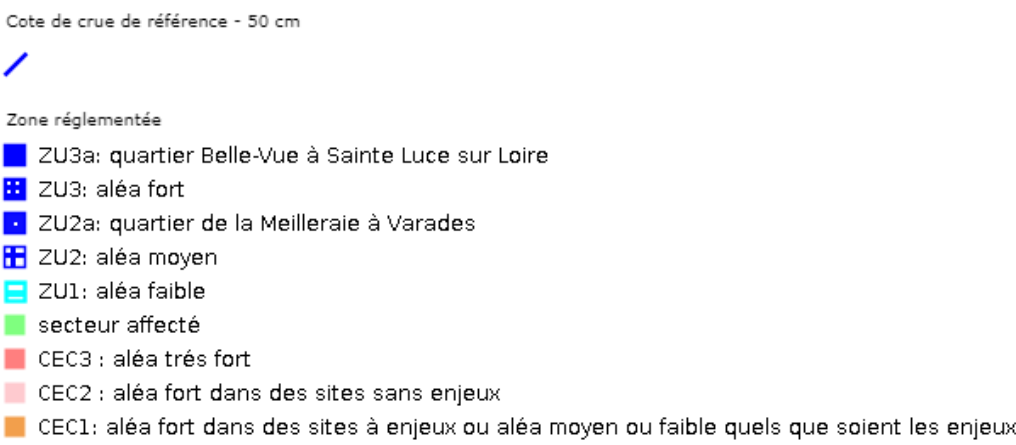 Cote de crue de référence - 50 cm
Zone réglementée
ZU3a: quartier Belle-Vue à Sainte Luce sur Loire
ZU3: aléa fort
ZU2a: quartier de la Meilleraie à Varades
ZU2: aléa moyen
ZU1: aléa faible
secteur affecté
CEC3 : aléa trés fort
CEC2 : aléa fort dans des sites sans enjeux
CEC1: aléa fort dans des sites à enjeux ou aléa moyen ou faible quels que soient les enjeux